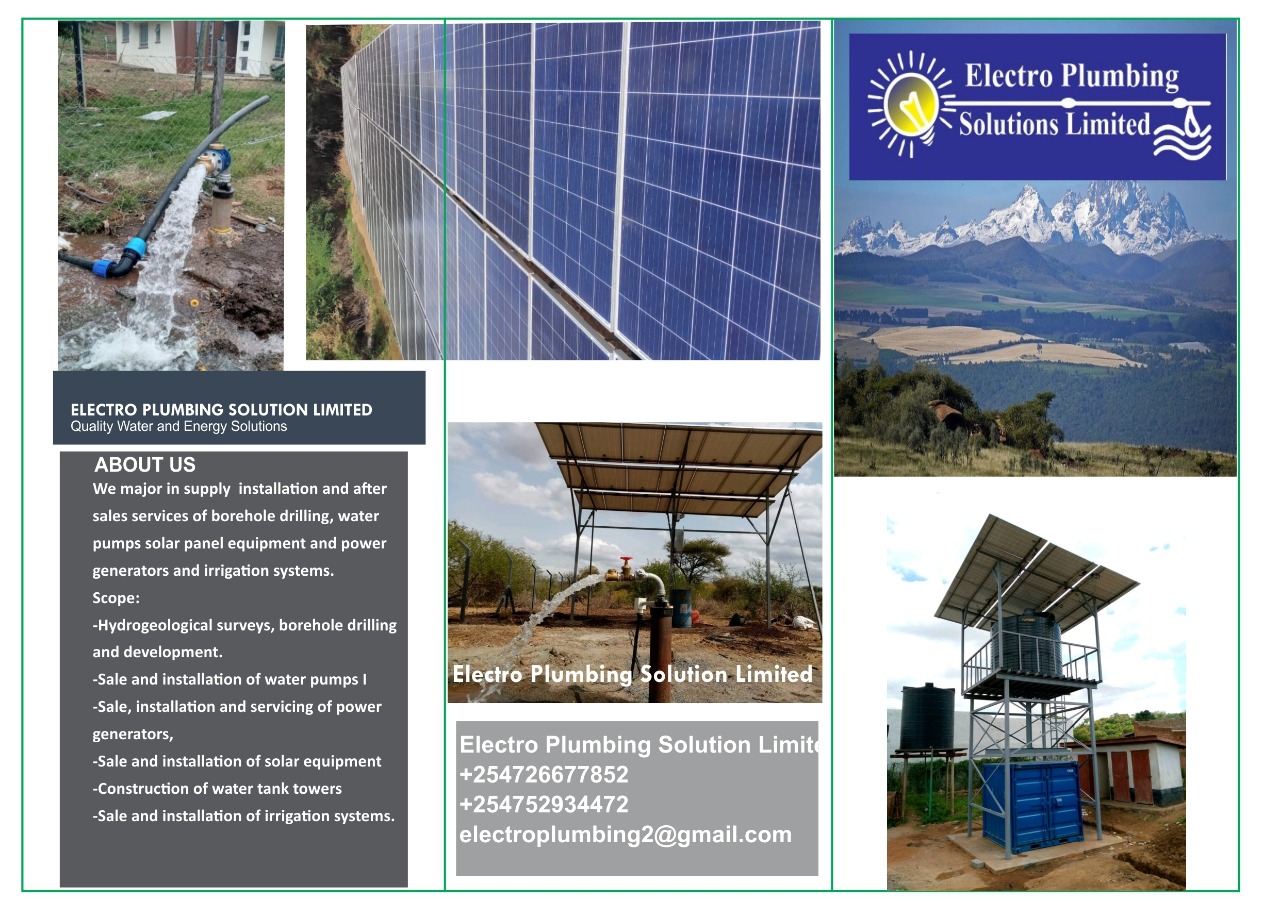 ELECTRO PLUMBING SOLUTION LIMITED
Quality Water and Energy Solutions
ABOUT US
We major in supply installation and after
sales services of borehole drilling, water
pumps solar panel equipment and power
generators and irrigation systems.
Scope:
-Hydrogeological surveys, borehole drilling
and development.
-Sale and installation of water pumps I
-Sale, installation and servicing of power
generators,
-Sale and installation of solar equipment
-Construction of water tank towers
-Sale and installation of irrigation systems.
Electro Plumbing Solution Limited
Electro Plumbing Solution Limite
+254726677852
+254752934472
electroplumbing2@gmail.com
Electro Plumbing
Solutions Limited